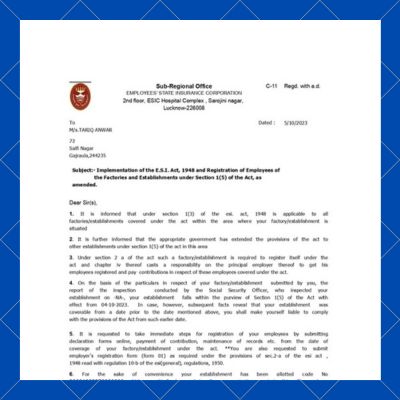 Sub-Regional Office
C-11 Regd. with a.d.
EMPLOYEES' STATE INSURANCE CORPORATION
2nd floor, ESIC Hospital Complex , Sarojini nagar,
Lucknow-226008
To
Dated : 5/10/2023
M/s.TARIQ ANWAR
72
Saifi Nagar
Gajraula,244235
Subject:- Implementation of the E.S.I. Act, 1948 and Registration of Employees of
the Factories and Establishments under Section 1(5) of the Act, as
amended.
Dear Sir(s),
1. It is informed that under section 1(3) of the esi. act, 1948 is applicable to all
factories/establishments covered under the act within the area where your factory/establishment is
situated
2. It is further informed that the appropriate government has extended the provisions of the act to
other establishments under section 1(5) of the act in this area
3. Under section 2 a of the act such a factory/establishment is required to register itself under the
act and chapter iv thereof casts a responsibility on the principal employer thereof to get his
employees registered and pay contributions in respect of these employees covered under the act.
4. On the basis of the particulars in respect of your factory/establishment submitted by you, the
report of the inspection conducted by the Social Security Officer, who inspected your
establishment on -NA-, your establishment falls within the purview of Section 1(5) of the Act with
effect from 04-10-2023. In case, however, subsequent facts reveal that your establishment was
coverable from a date prior to the date mentioned above, you shall make yourself liable to comply
with the provisions of the Act from such earlier date.
5. It is requested to take immediate steps for registration of your employees by submitting
declaration forms online, payment of contribution, maintenance of records etc. from the date of
coverage of your factory/establishment under the act. **You are also requested to submit
employer's registration form (form 01) as required under the provisions of sec.2-a of the esi act ,
1948 read with regulation 10-b of the esi(general), regulations, 1950.
6. For the sake of convenience your establishment has been allotted code No